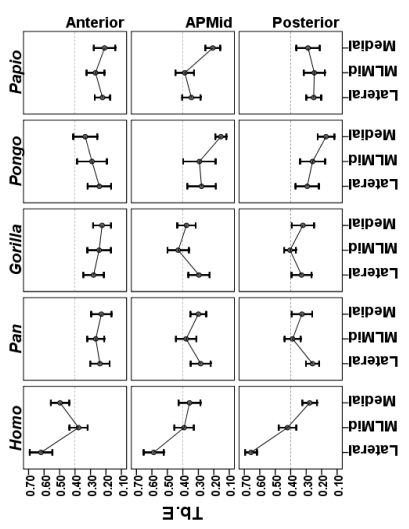 Anterior APMid Posterior
Papio
Medial
MLMid
Lateral
Pongo
Medial
MLMid
Lateral
Gorilla
Medial
MLMid
Lateral
Pan
Medial
MLMid
Lateral
Homo
Medial
MLMid
Lateral
0.70 0.60 0.50 0.40 0.30 0.20 0.10
0.70 0.60 0.50 0.40 0.30 0.20 0.10
0.70 0.60 0.50 0.40 0.30 0.20 0.10
Tb.E